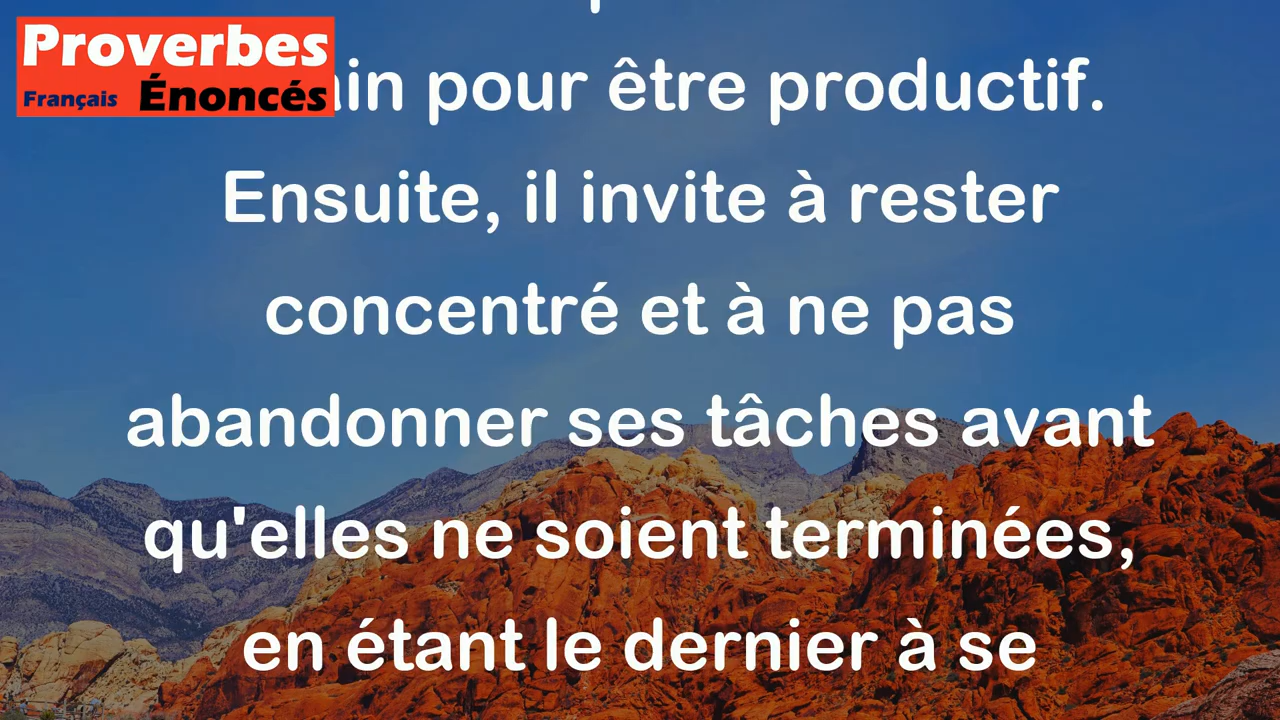 Proverbes
Français Énoncés
pour être productif.
Ensuite, il invite à rester
concentré et à ne pas
abandonner ses tâches avant
qu'elles ne soient terminées,
en étant le dernier à se